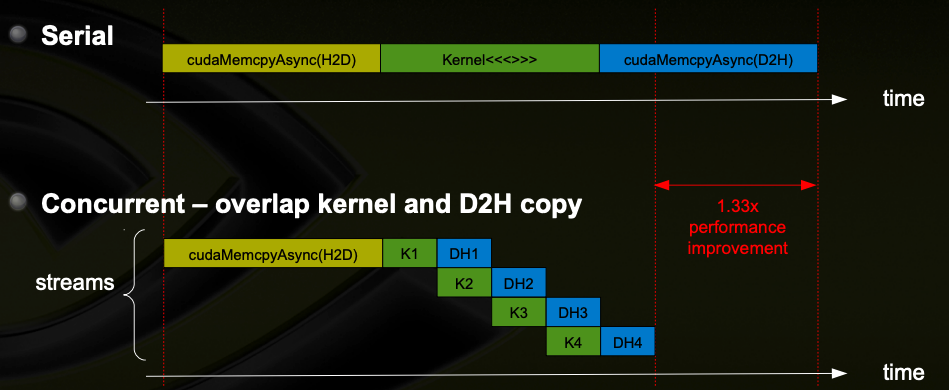 Serial
cudaMemcpyAsync(H2D) Kernel<<<>>> cudaMemcpyAsync(D2H)
time
Concurrent – overlap kernel and D2H copy
1.33x
performance
improvement
streams
cudaMemcpyAsync(H2D) K1 DH1
K2 DH2
K3 DH3
K4 DH4
time